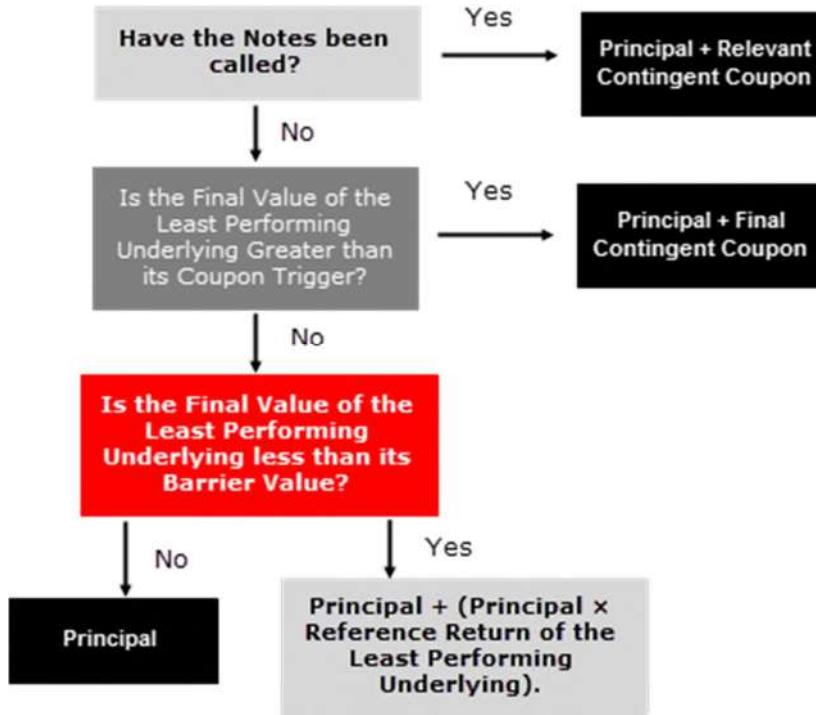 Have the Notes been
called?
Yes
Principal + Relevant
Contingent Coupon
No
Is the Final Value of the
Least Performing
Underlying Greater than
its Coupon Trigger?
Yes
Principal + Final
Contingent Coupon
No
Is the Final Value of the
Least Performing
Underlying less than its
Barrier Value?
No
Yes
Principal
Principal + (Principal ×
Reference Return of the
Least Performing
Underlying).